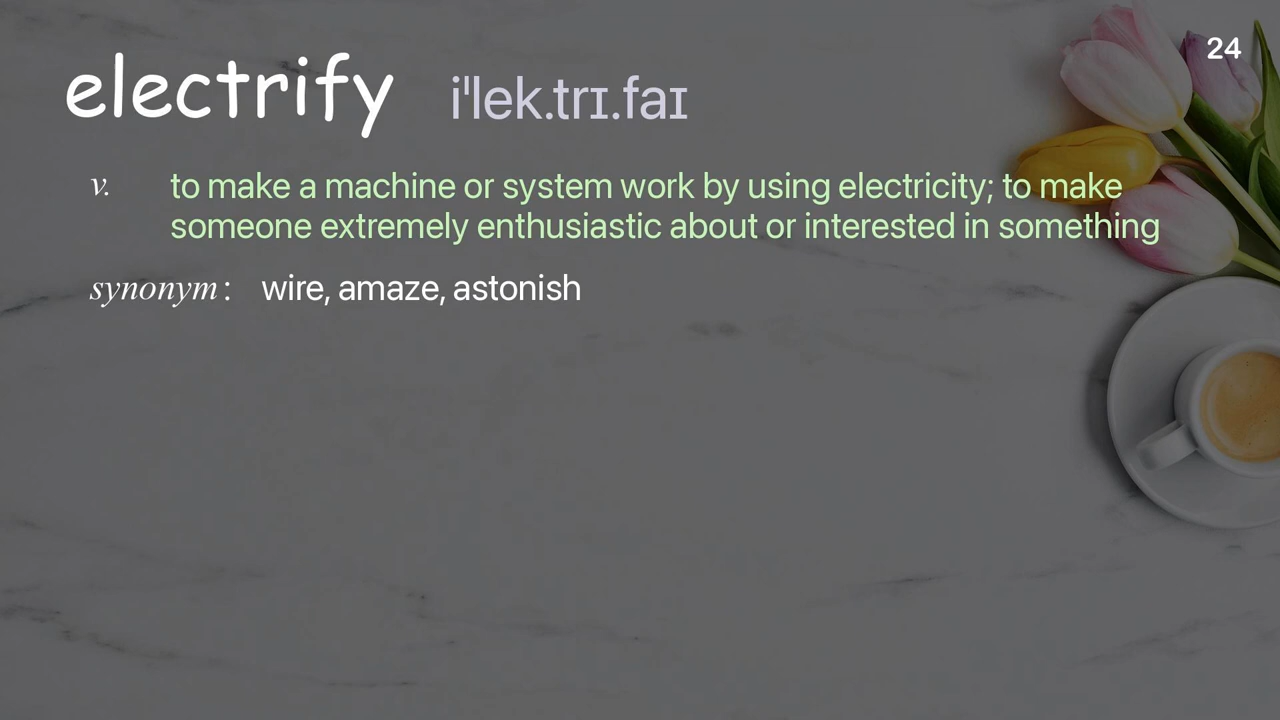 24
electrify iˈlek.trɪ.faɪ
v. to make a machine or system work by using electricity; to make
someone extremely enthusiastic about or interested in something
synonym : wire, amaze, astonish